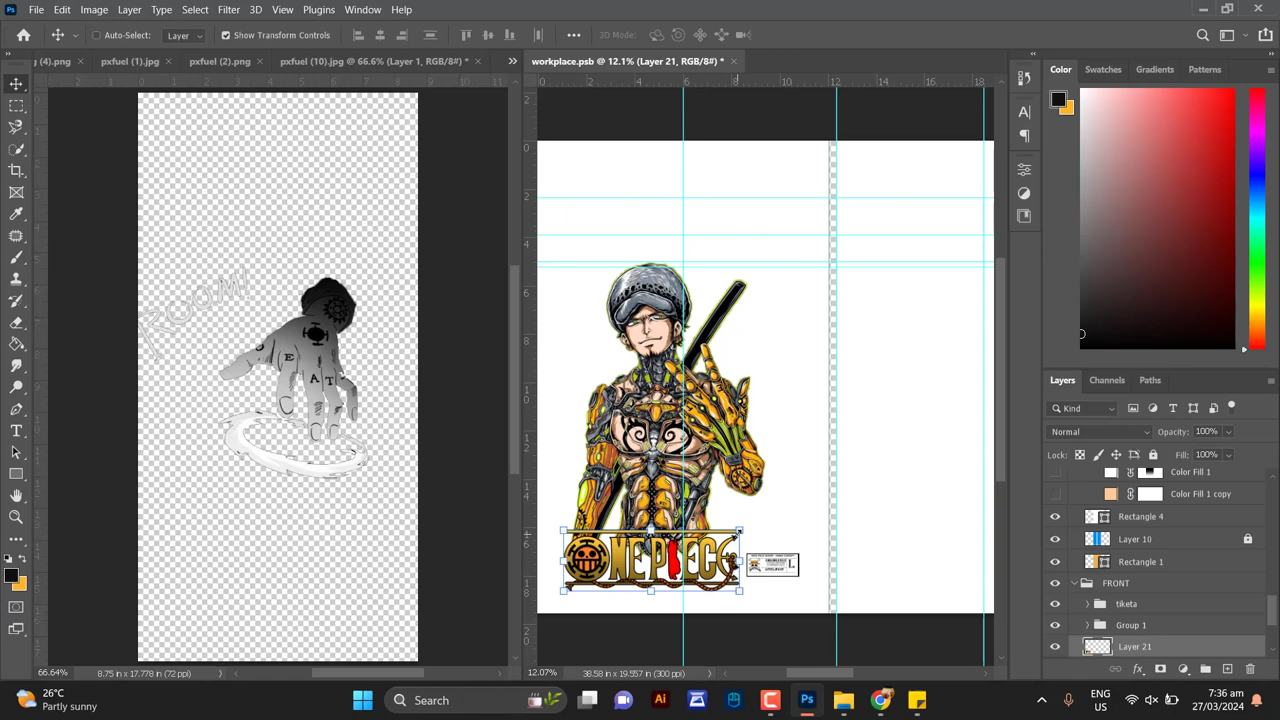 File Edit Image Layer Type Select Filter 3D View Plugins Window Help
Auto-Select: Layer Show Transform Controls 3D Mode:
g (4).png × pxfuel (1).jpg × pxfuel (2).png × pxfuel (10).jpg @ 66.6% (Layer 1, RGB/8#) * × workplace.psb @ 12.1% (Layer 21, RGB/8#) * ×
Color Swatches Gradients Patterns
ROOM!
D E A T
NEPIECE
Layers Channels Paths
Kind
Normal Opacity: 100%
Lock: Fill: 100%
Color Fill 1
Color Fill 1 copy
Rectangle 4
Layer 10
Rectangle 1
FRONT
tiketa
Group 1
Layer 21
66.64% 8.75 in x 17.778 in (72 ppi) 12.07% 38.58 in x 19.557 in (300 ppi)
26°C
Partly sunny
Search
ENG
US
7:36 am
27/03/2024